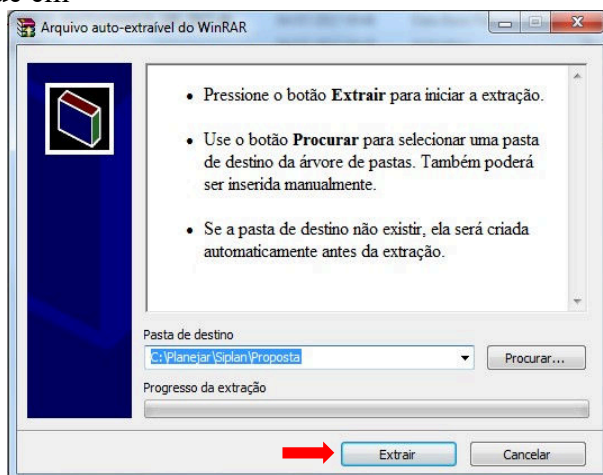 Arquivo auto-extraível do WinRAR
• Pressione o botão Extrair para iniciar a extração.
• Use o botão Procurar para selecionar uma pasta
de destino da árvore de pastas. Também poderá
ser inserida manualmente.
• Se a pasta de destino não existir, ela será criada
automaticamente antes da extração.
Pasta de destino
C:\Planejar\Siplan\Proposta
Procurar...
Progresso da extração
Extrair
Cancelar